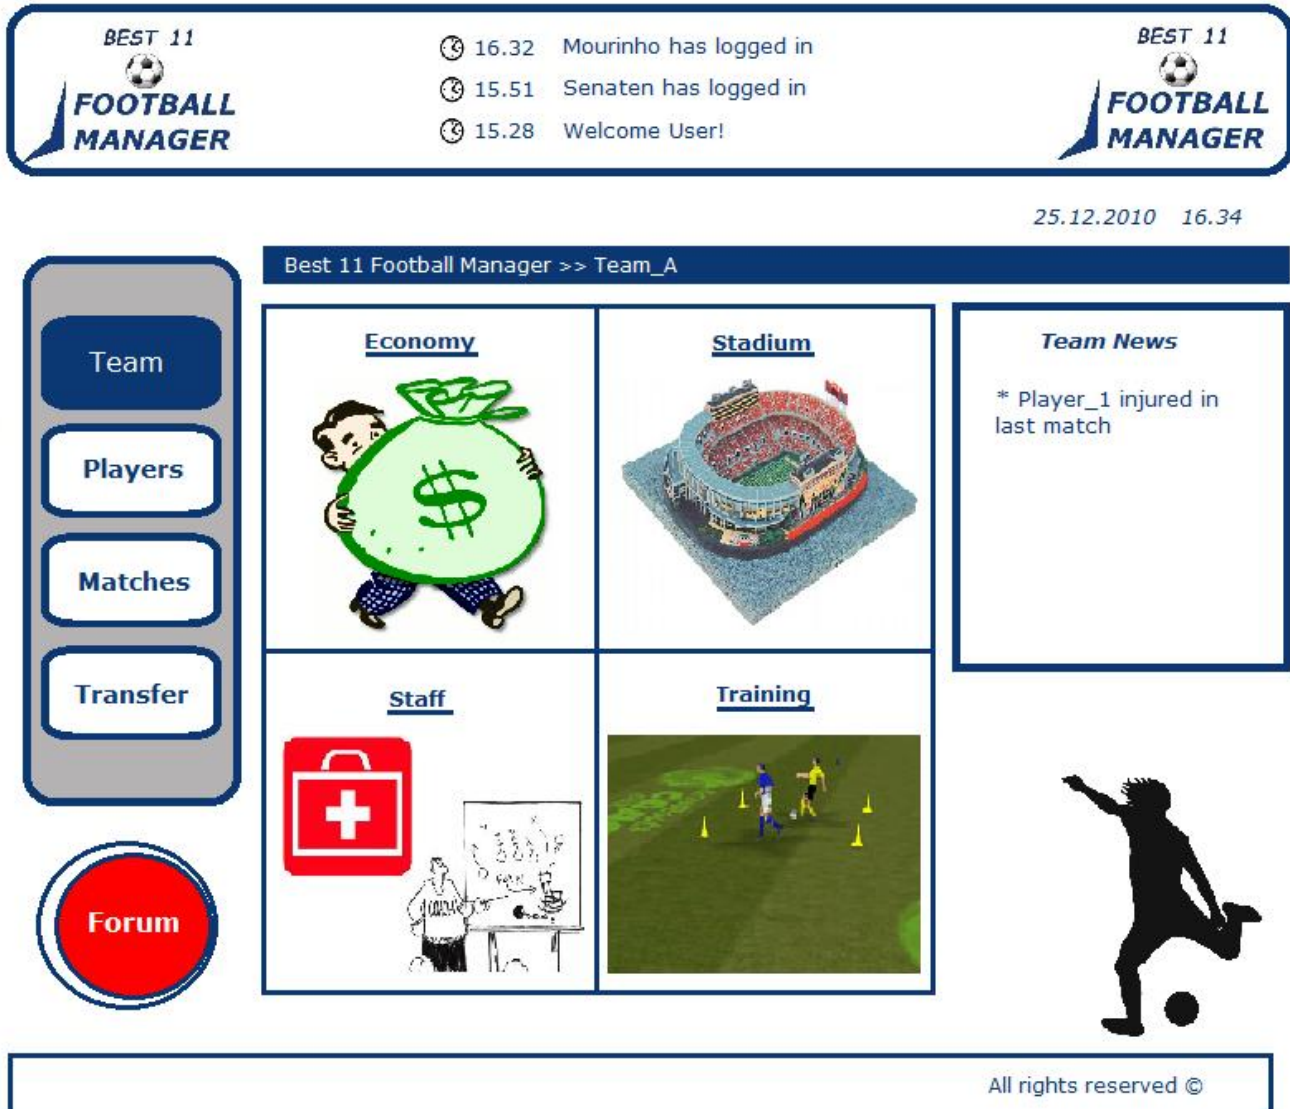 BEST 11
FOOTBALL
MANAGER
16.32 Mourinho has logged in
15.51 Senaten has logged in
15.28 Welcome User!
BEST 11
FOOTBALL
MANAGER
25.12.2010 16.34
Best 11 Football Manager >> Team_A
Team
Players
Matches
Transfer
Forum
Economy
$
Stadium
Staff
Training
Team News
* Player_1 injured in
last match
All rights reserved ©